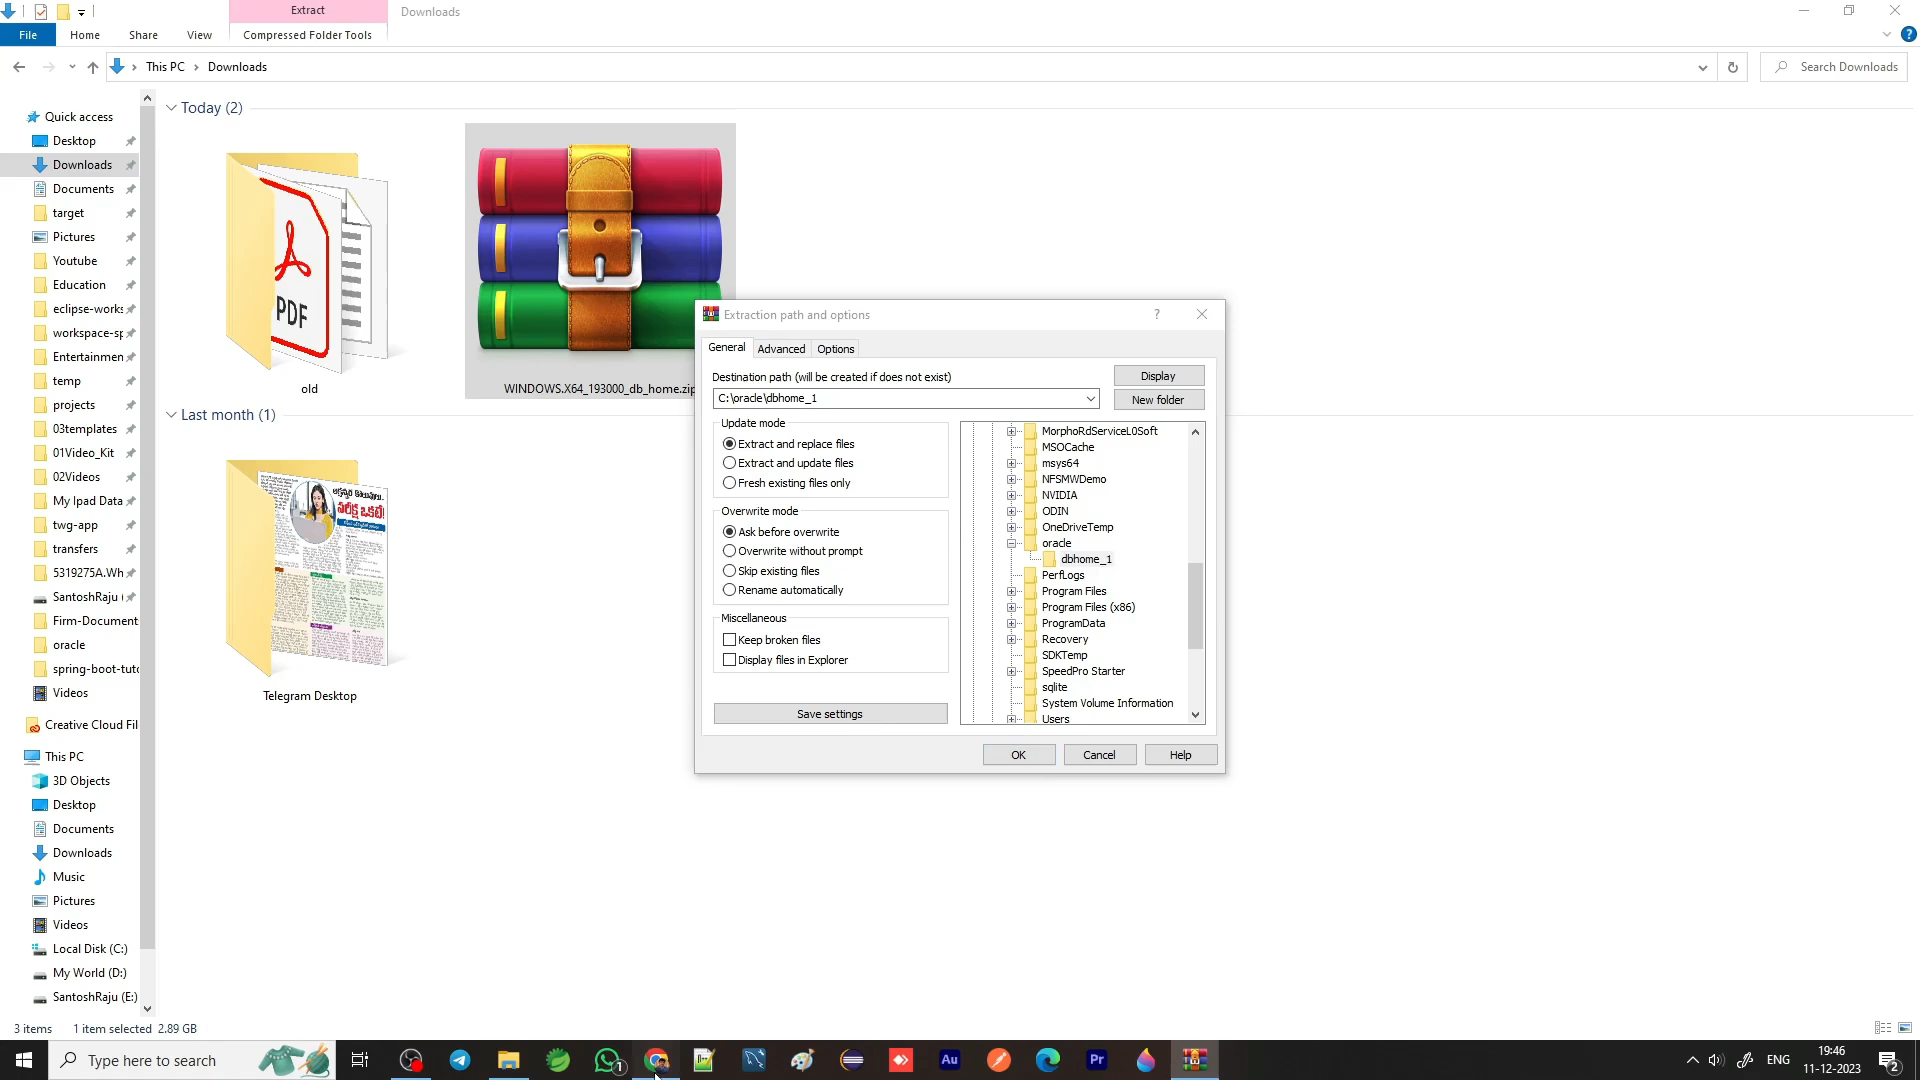 Extract
Downloads
File
Home
Share
View
Compressed Folder Tools
This PC
Downloads
Search Downloads
Quick access
Desktop
Downloads
Documents
target
Pictures
Youtube
Education
eclipse-works
workspace-sp
Entertainmen
temp
projects
03templates
01Video_Kit
02Videos
My Ipad Data
twg-app
transfers
5319275A.Wh
SantoshRaju (
Firm-Document
oracle
spring-boot-tuto
Videos
Creative Cloud Fil
This PC
3D Objects
Desktop
Documents
Downloads
Music
Pictures
Videos
Local Disk (C:)
My World (D:)
SantoshRaju (E:)
Today (2)
PDF
old
WINDOWS.X64_193000_db_home.zip
Last month (1)
Telegram Desktop
Extraction path and options
?
General
Advanced
Options
Destination path (will be created if does not exist)
C:\oracle\dbhome_1
Display
New folder
Update mode
Extract and replace files
Extract and update files
Fresh existing files only
Overwrite mode
Ask before overwrite
Overwrite without prompt
Skip existing files
Rename automatically
Miscellaneous
Keep broken files
Display files in Explorer
Save settings
MorphoRdServiceL0Soft
MSOCache
msys64
NFSMWDemo
NVIDIA
ODIN
OneDriveTemp
oracle
dbhome_1
PerfLogs
Program Files
Program Files (x86)
ProgramData
Recovery
SDKTemp
SpeedPro Starter
sqlite
System Volume Information
Users
OK
Cancel
Help
3 items
1 item selected 2.89 GB
Type here to search
1
Au
Pr
ENG
19:46
11-12-2023
2